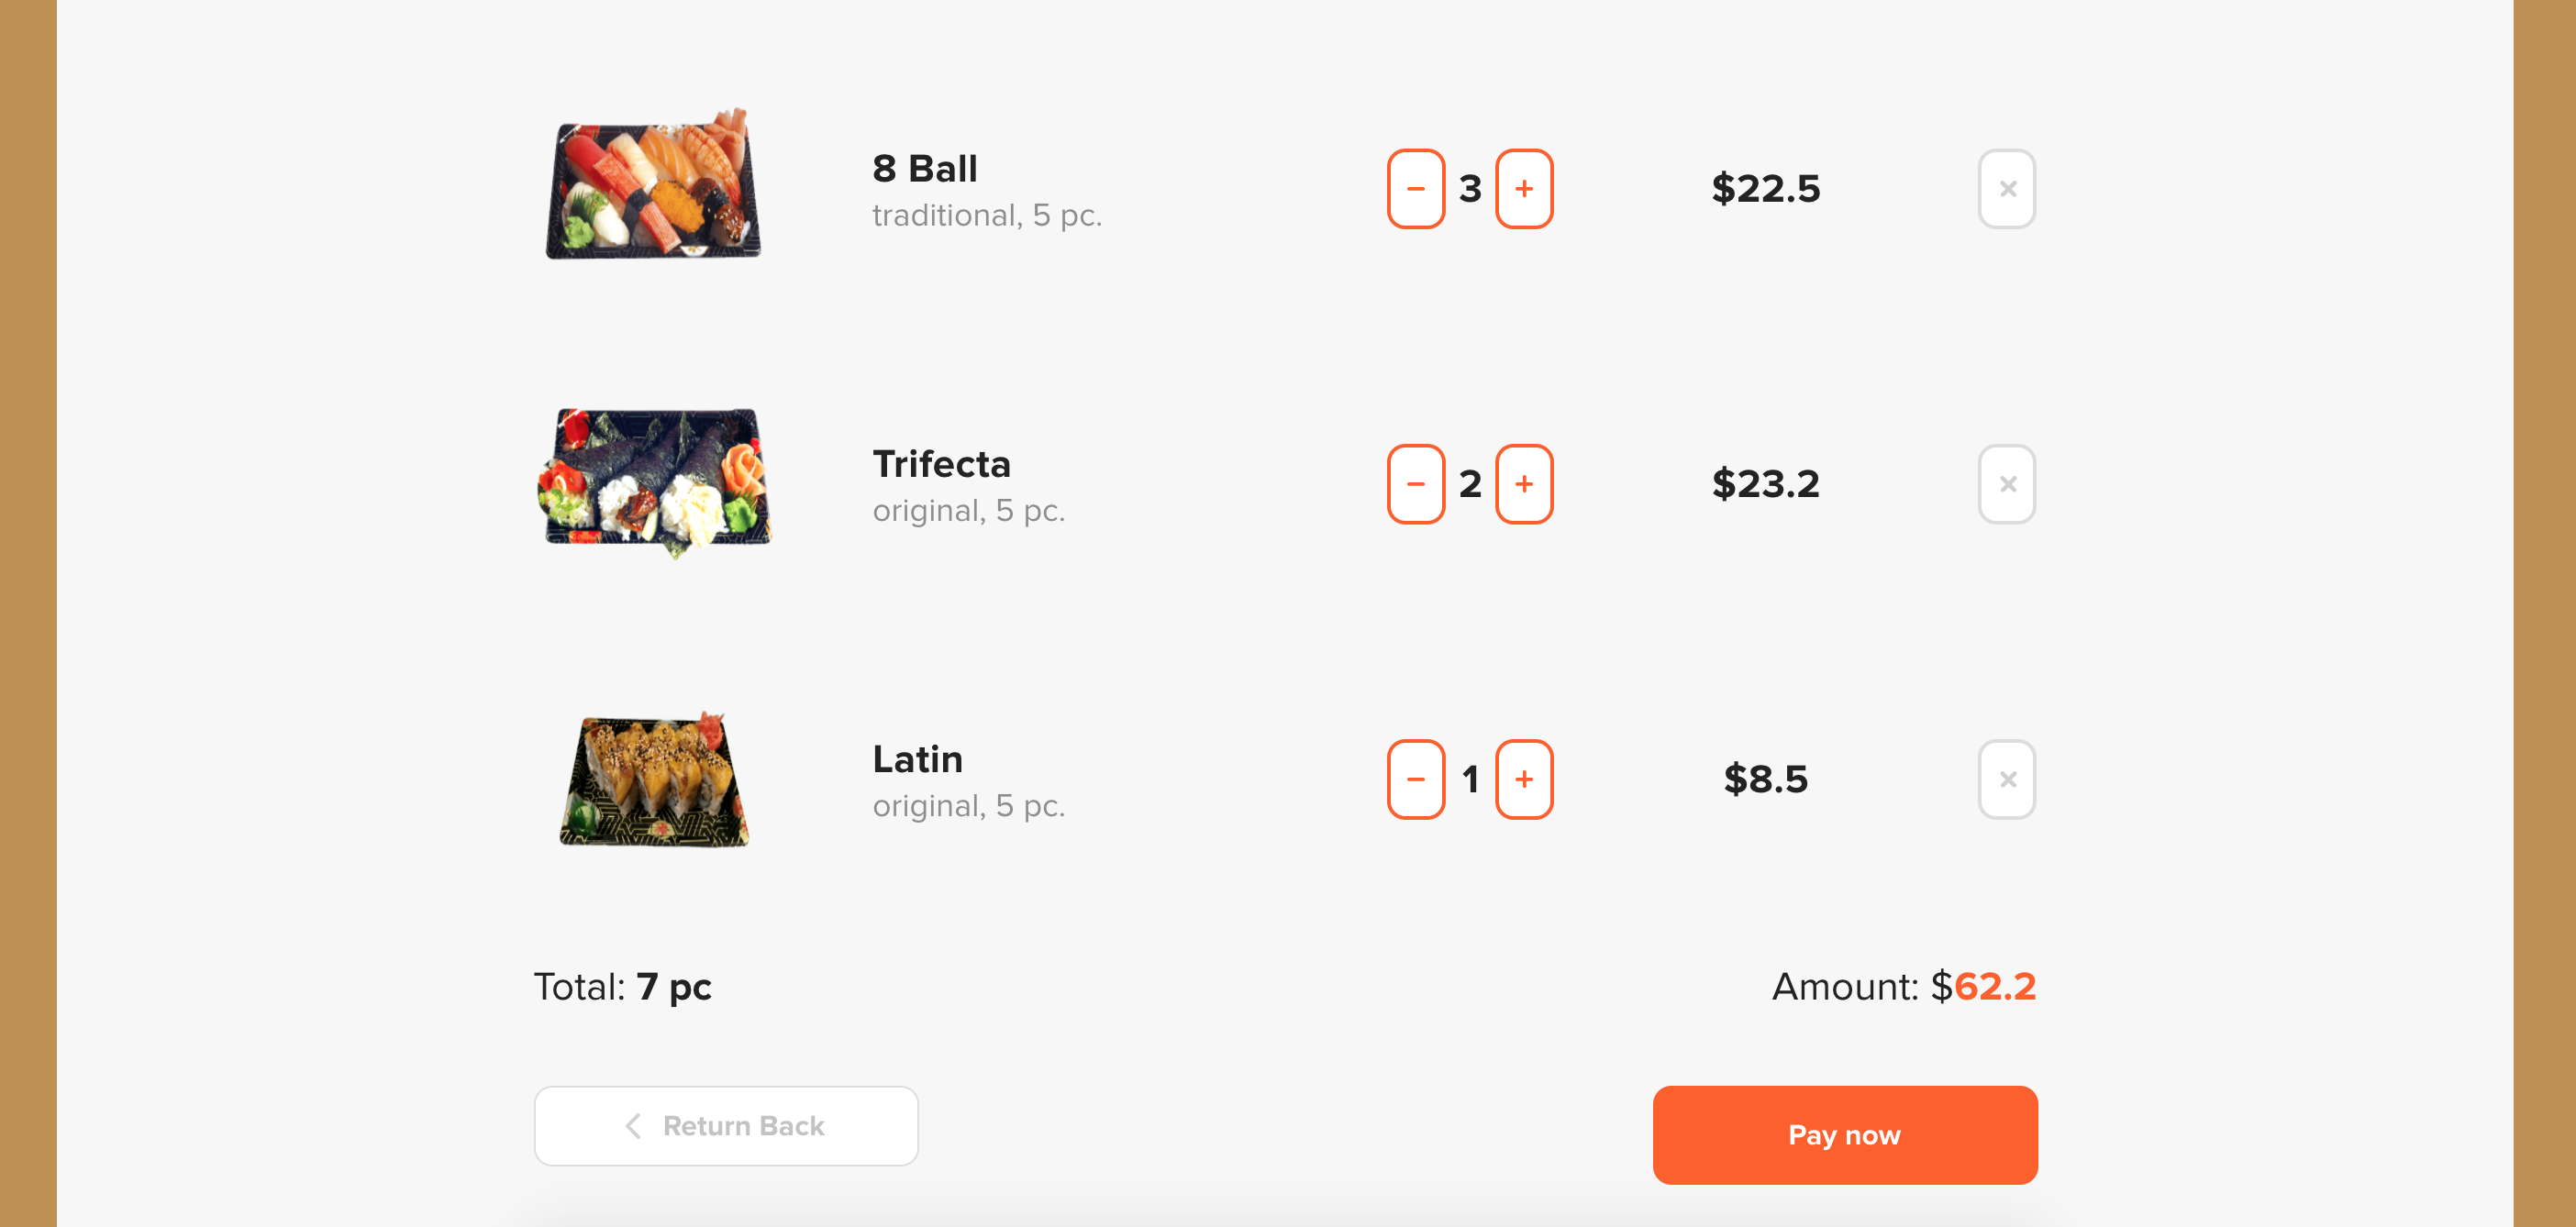 8 Ball
traditional, 5 pc.
− 3 +
$22.5
×
Trifecta
original, 5 pc.
− 2 +
$23.2
×
Latin
original, 5 pc.
− 1 +
$8.5
×
Total: 7 pc
Amount: $62.2
Return Back
Pay now